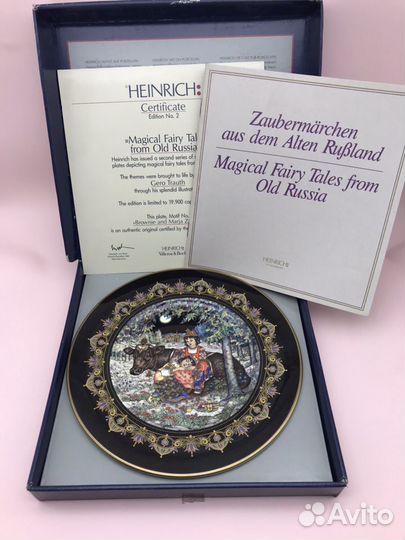 HEINRICH
Certificate
Edition No. 2
»Magical Fairy Tales
from Old Russia
Heinrich has issued a second series of
plates depicting magical fairy tales from
The themes were brought to life by
Gero Trauth
through his splendid illustrat
The edition is limited to 19,900 cop
This plate, Motif No.
»Brownie and Marja
is an authentic original certified by the
HEINRICH
Villeroy & Boch
Zaubermärchen
aus dem Alten Rußland
Magical Fairy Tales from
Old Russia
HEINRICH
Avito